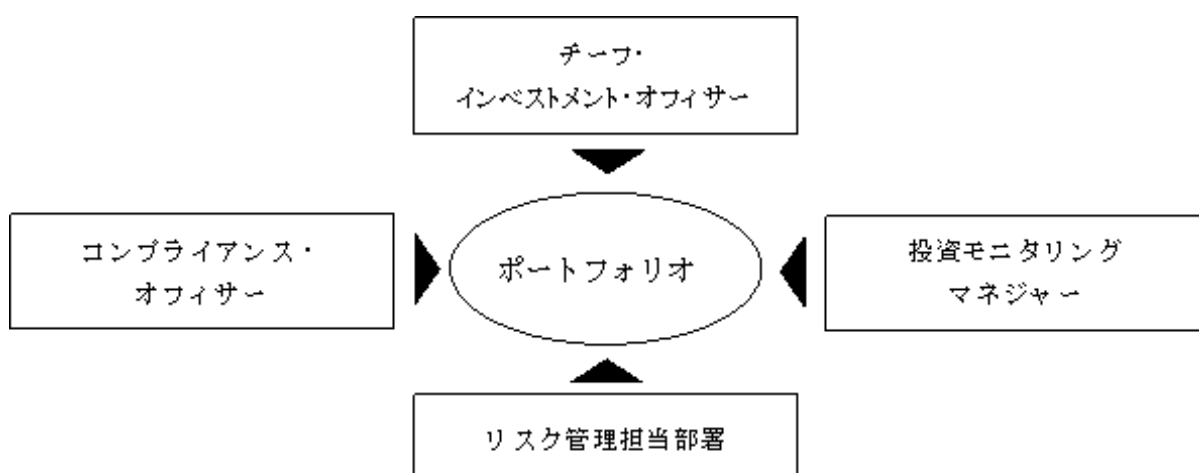 チーフ・
インベストメント・オフィサー
コンプライアンス・
オフィサー
ポートフォリオ
投資モニタリング
マネジャー
リスク管理担当部署